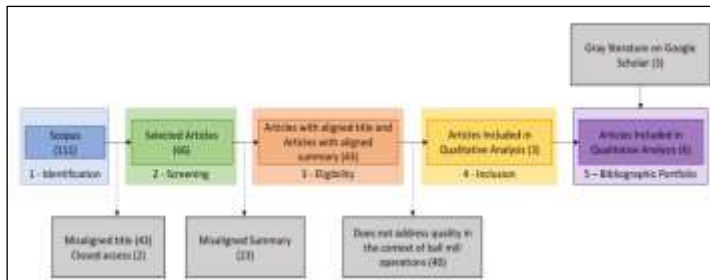 Gray literature on Google
Scholar (3)
Scopus
(111)
Selected Articles
(66)
Articles with aligned title and
Articles with aligned
summary (43)
Articles Included in
Qualitative Analysis (3)
Articles Included in
Qualitative Analysis (6)
1 - Identification
2 - Screening
3 - Eligibility
4 - Inclusion
5 – Bibliographic Portfolio
Misaligned title (43)
Closed access (2)
Misaligned Summary
(23)
Does not address quality in
the context of ball mill
operations (40)